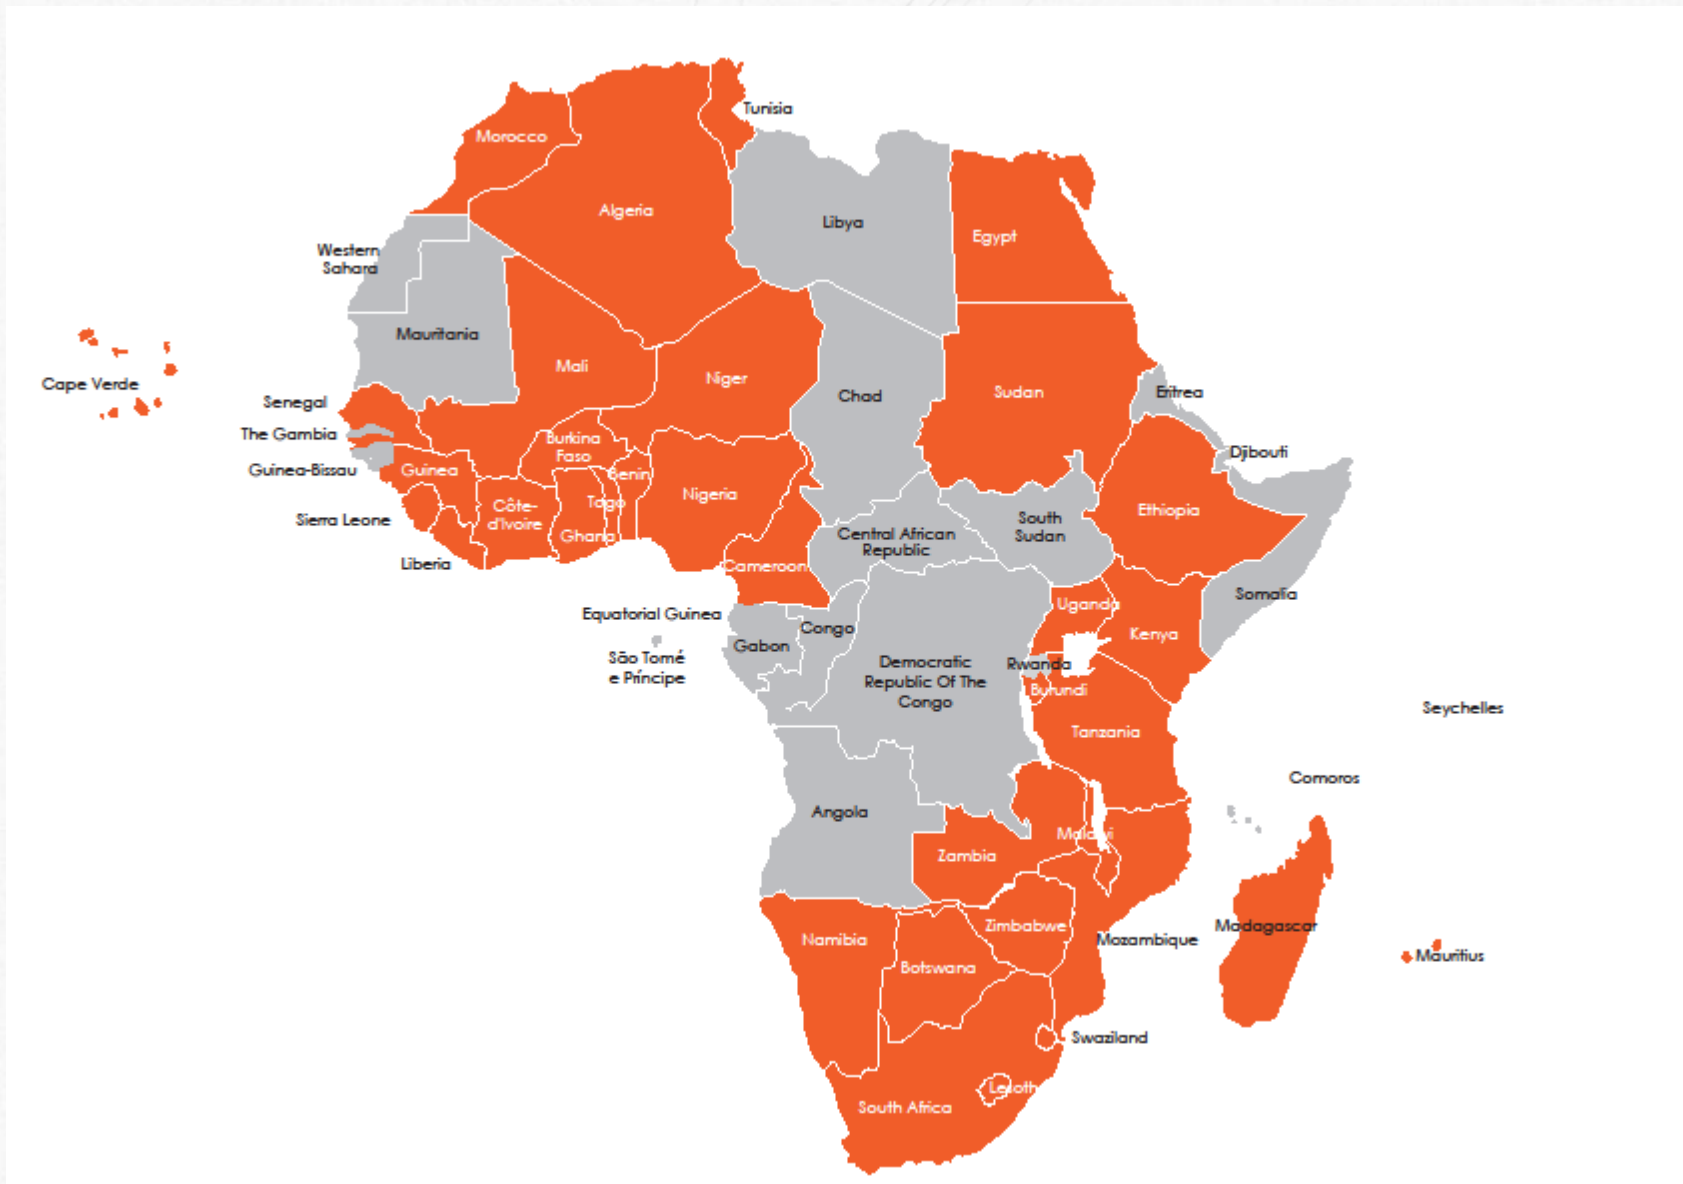 Tunisia
Morocco
Algeria
Libya
Egypt
Western
Sahard
Mauritania
Mali
Niger
Chad
Sudan
Eritrea
Cape Verde
Senegal
The Gambia
Guinea-Bissau
Guinea
Burkina
Faso
Benin
Djibouti
Sierra Leone
Côte-
d'Ivoire
Togo
Ghana
Nigeria
Ethiopia
Liberia
Cameroon
Central African
Republic
South
Sudan
Somalia
Equatorial Guinea
São Tomé
e Príncipe
Gabon
Congo
Uganda
Kenya
Democratic
Republic Of The
Congo
Rwanda
Burundi
Tanzania
Seychelles
Comoros
Angola
Zambia
Malawi
Namibia
Zimbabwe
Botswana
Mozambique
Madagascar
Mauritius
Swaziland
Lesoth
South Africa